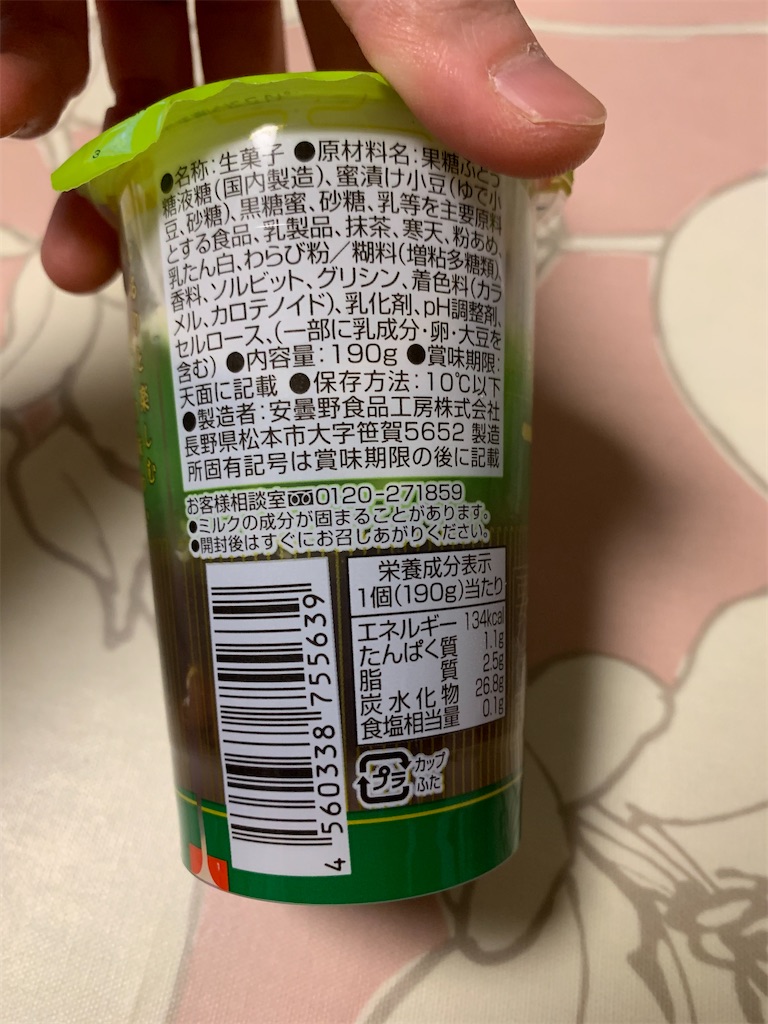 ●名称:生菓子 ●原材料名:果糖ぶどう
糖液糖(国内製造)、蜜漬け小豆(ゆで小
豆、砂糖)、黒糖蜜、砂糖、乳等を主要原料
とする食品、乳製品、抹茶、寒天、粉あめ、
乳たん白、わらび粉/糊料(増粘多糖類)、
香料、ソルビット、グリシン、着色料(カラ
メル、カロテノイド)、乳化剤、pH調整剤、
セルロース、(一部に乳成分・卵・大豆を
含む) ●内容量:190g ●賞味期限:
天面に記載 ●保存方法:10℃以下
●製造者:安曇野食品工房株式会社
長野県松本市大字笹賀5652 製造
所固有記号は賞味期限の後に記載
お客様相談室 0120-271859
●ミルクの成分が固まることがあります。
●開封後はすぐにお召しあがりください。
栄養成分表示
1個(190g)当たり
エネルギー 134kcal
たんぱく質 1.1g
脂質 2.5g
炭水化物 26.8g
食塩相当量 0.1g
プラ
カップ
ふた
4 560338 755639
楽しむ